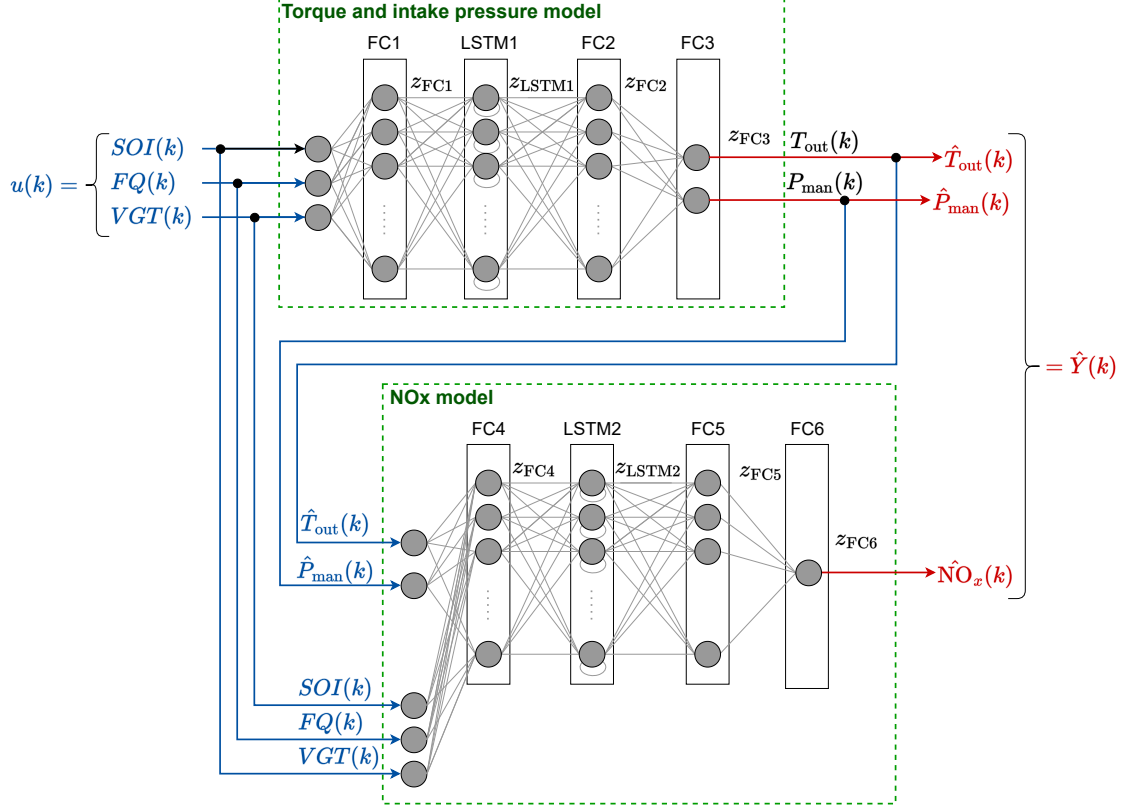 Torque and intake pressure model
FC1 LSTM1 FC2 FC3
z_FC1 z_LSTM1 z_FC2
z_FC3 T_out(k)
P_man(k)
u(k) =
SOI(k)
FQ(k)
VGT(k)
T̂_out(k)
P̂_man(k)
= Ŷ(k)
NOx model
FC4 LSTM2 FC5 FC6
z_FC4 z_LSTM2 z_FC5
z_FC6
T̂_out(k)
P̂_man(k)
N̂O_x(k)
SOI(k)
FQ(k)
VGT(k)